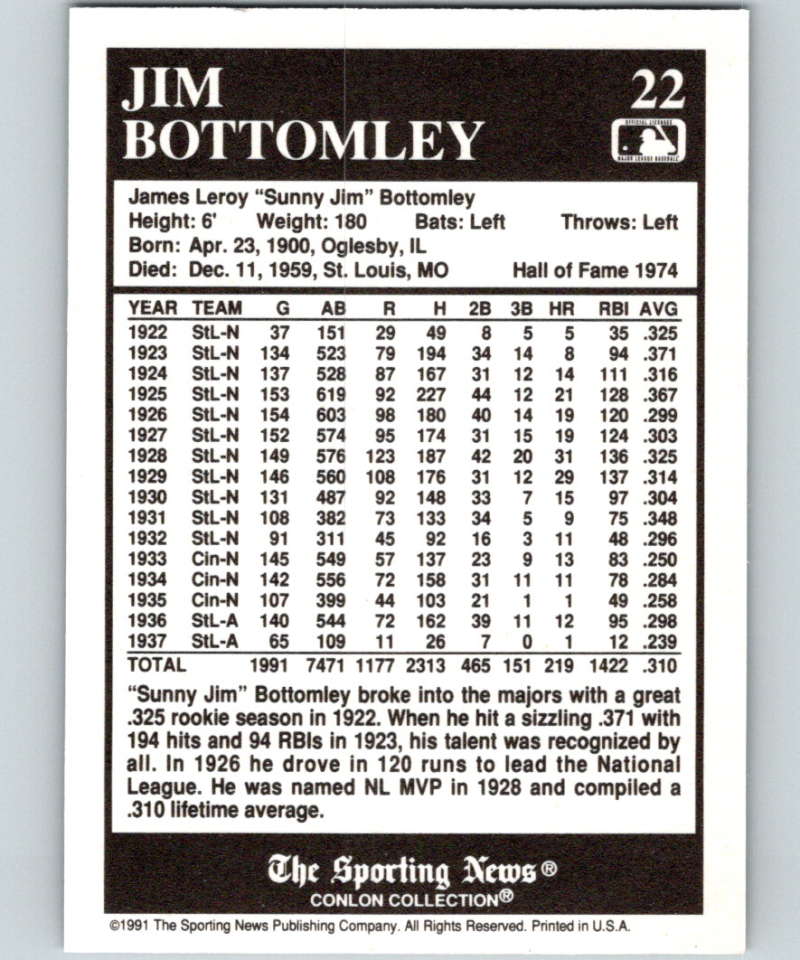 JIM 22
BOTTOMLEY
OFFICIAL LICENSEE
MAJOR LEAGUE BASEBALL
James Leroy “Sunny Jim” Bottomley
Height: 6' Weight: 180 Bats: Left Throws: Left
Born: Apr. 23, 1900, Oglesby, IL
Died: Dec. 11, 1959, St. Louis, MO Hall of Fame 1974
YEAR TEAM G AB R H 2B 3B HR RBI AVG
1922 StL-N 37 151 29 49 8 5 5 35 .325
1923 StL-N 134 523 79 194 34 14 8 94 .371
1924 StL-N 137 528 87 167 31 12 14 111 .316
1925 StL-N 153 619 92 227 44 12 21 128 .367
1926 StL-N 154 603 98 180 40 14 19 120 .299
1927 StL-N 152 574 95 174 31 15 19 124 .303
1928 StL-N 149 576 123 187 42 20 31 136 .325
1929 StL-N 146 560 108 176 31 12 29 137 .314
1930 StL-N 131 487 92 148 33 7 15 97 .304
1931 StL-N 108 382 73 133 34 5 9 75 .348
1932 StL-N 91 311 45 92 16 3 11 48 .296
1933 Cin-N 145 549 57 137 23 9 13 83 .250
1934 Cin-N 142 556 72 158 31 11 11 78 .284
1935 Cin-N 107 399 44 103 21 1 1 49 .258
1936 StL-A 140 544 72 162 39 11 12 95 .298
1937 StL-A 65 109 11 26 7 0 1 12 .239
TOTAL 1991 7471 1177 2313 465 151 219 1422 .310
“Sunny Jim” Bottomley broke into the majors with a great
.325 rookie season in 1922. When he hit a sizzling .371 with
194 hits and 94 RBIs in 1923, his talent was recognized by
all. In 1926 he drove in 120 runs to lead the National
League. He was named NL MVP in 1928 and compiled a
.310 lifetime average.
The Sporting News®
CONLON COLLECTION®
©1991 The Sporting News Publishing Company. All Rights Reserved. Printed in U.S.A.